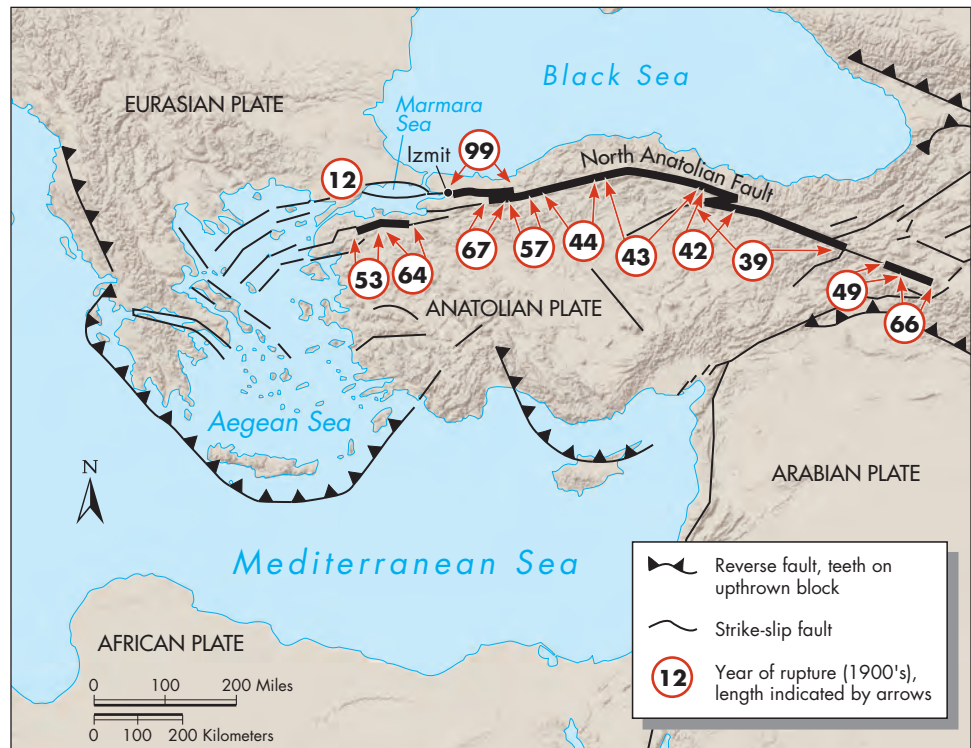 Black Sea
EURASIAN PLATE
Marmara
Sea
Izmit
99
North Anatolian Fault
12
67
57
44
43
42
39
53
64
49
66
ANATOLIAN PLATE
Aegean Sea
ARABIAN PLATE
N
Mediterranean Sea
AFRICAN PLATE
0 100 200 Miles
0 100 200 Kilometers
Reverse fault, teeth on
upthrown block
Strike-slip fault
12
Year of rupture (1900's),
length indicated by arrows